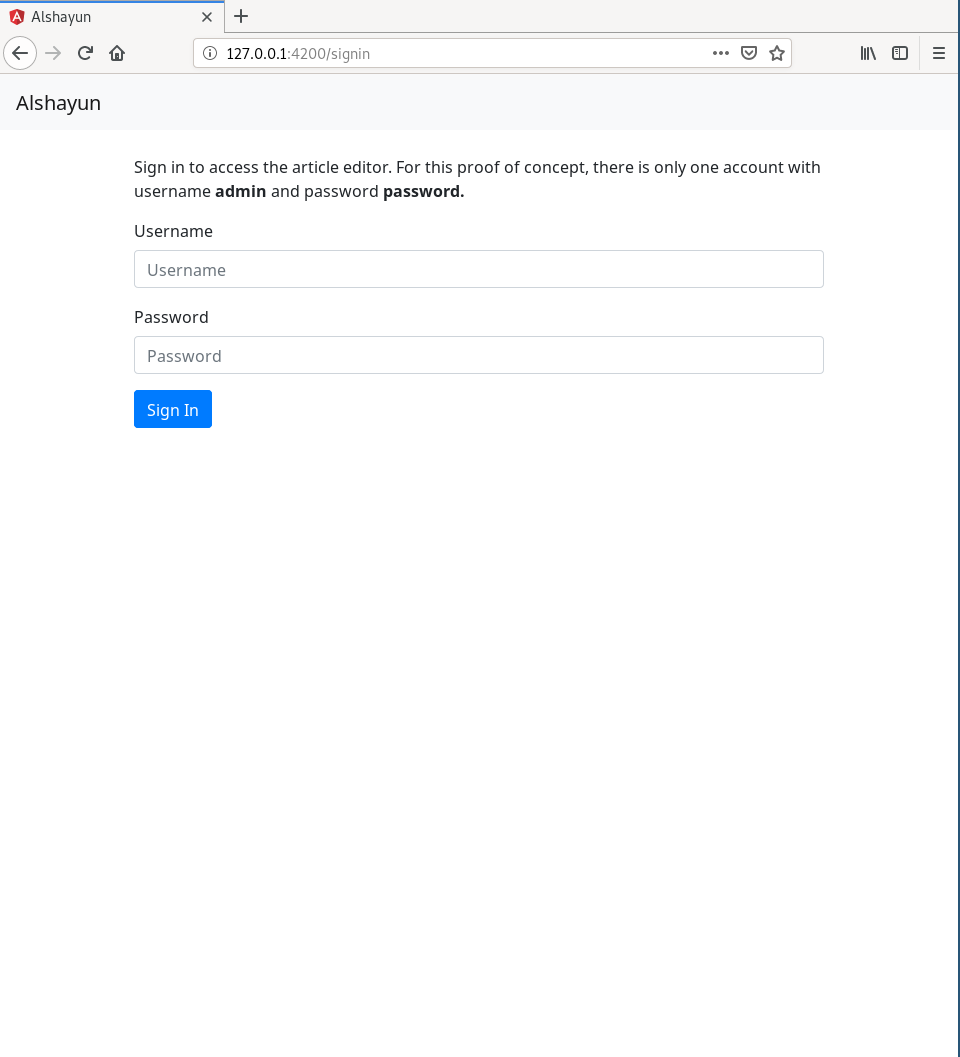 Alshayun
127.0.0.1:4200/signin
Alshayun
Sign in to access the article editor. For this proof of concept, there is only one account with
username admin and password password.
Username
Username
Password
Password
Sign In